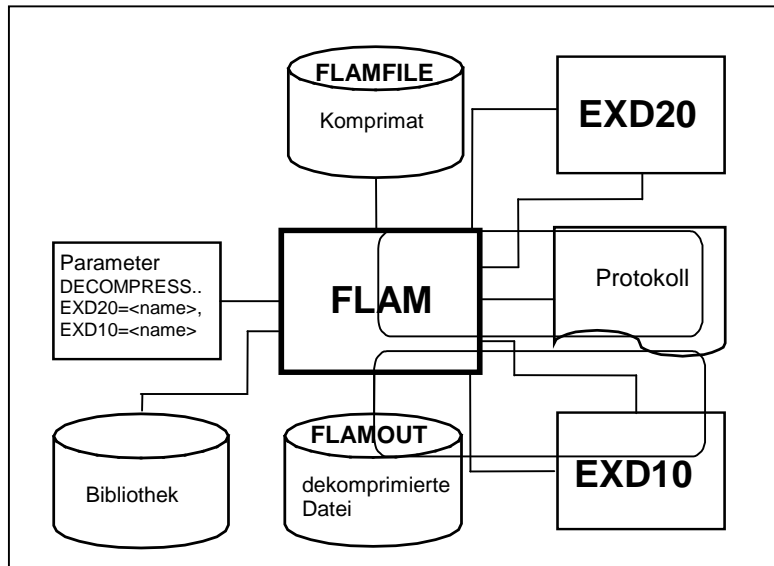 FLAMFILE
Komprimat
EXD20
Parameter
DECOMPRESS..
EXD20=<name>,
EXD10=<name>
FLAM
Protokoll
Bibliothek
FLAMOUT
dekomprimierte
Datei
EXD10